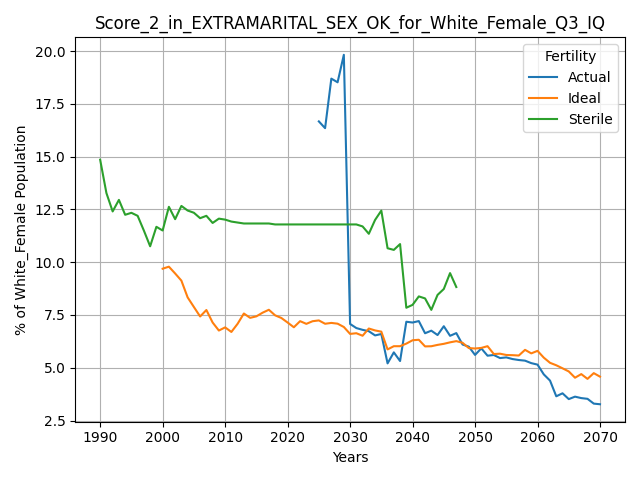 Score_2_in_EXTRAMARITAL_SEX_OK_for_White_Female_Q3_IQ
% of White_Female Population
20.0
17.5
15.0
12.5
10.0
7.5
5.0
2.5
Fertility
Actual
Ideal
Sterile
1990 2000 2010 2020 2030 2040 2050 2060 2070
Years